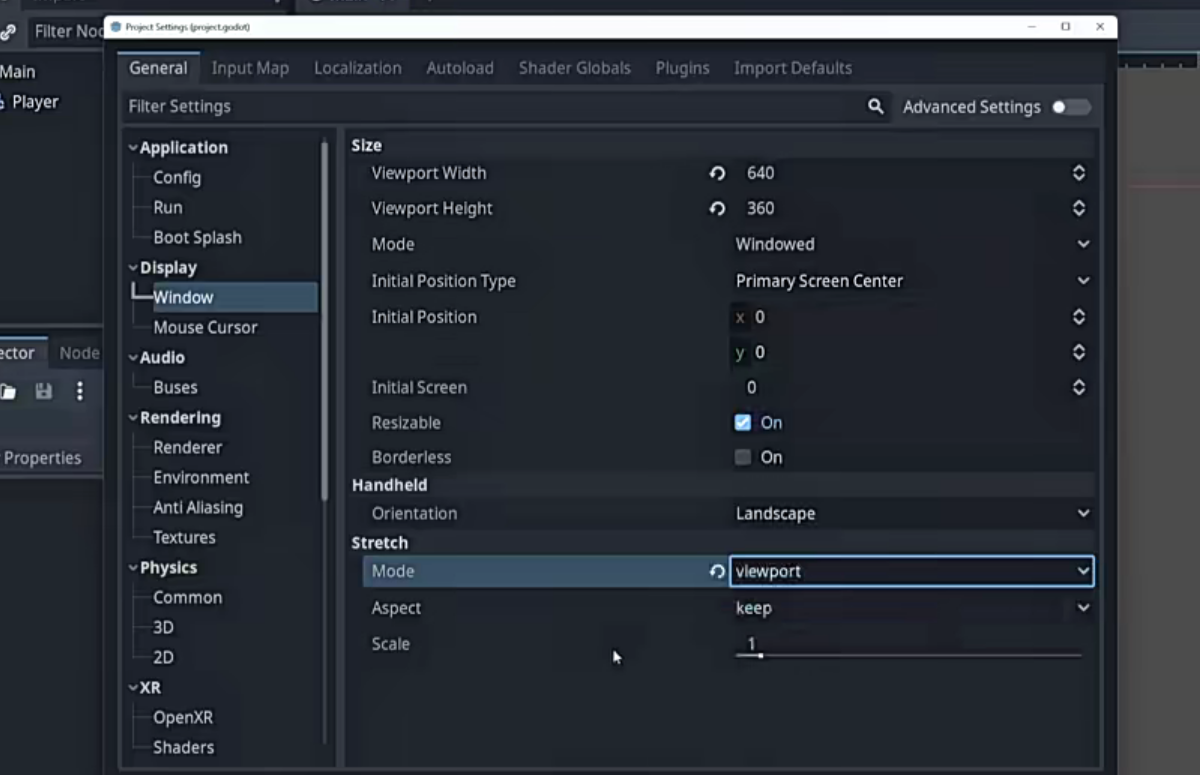 Project Settings (project.godot)
Filter Noc
Main
Player
General Input Map Localization Autoload Shader Globals Plugins Import Defaults
Filter Settings
Advanced Settings
Application
Config
Run
Boot Splash
Display
Window
Mouse Cursor
Audio
Buses
Rendering
Renderer
Environment
Anti Aliasing
Textures
Physics
Common
3D
2D
XR
OpenXR
Shaders
ector Node
Properties
Size
Viewport Width 640
Viewport Height 360
Mode Windowed
Initial Position Type Primary Screen Center
Initial Position x 0
y 0
Initial Screen 0
Resizable On
Borderless On
Handheld
Orientation Landscape
Stretch
Mode viewport
Aspect keep
Scale 1